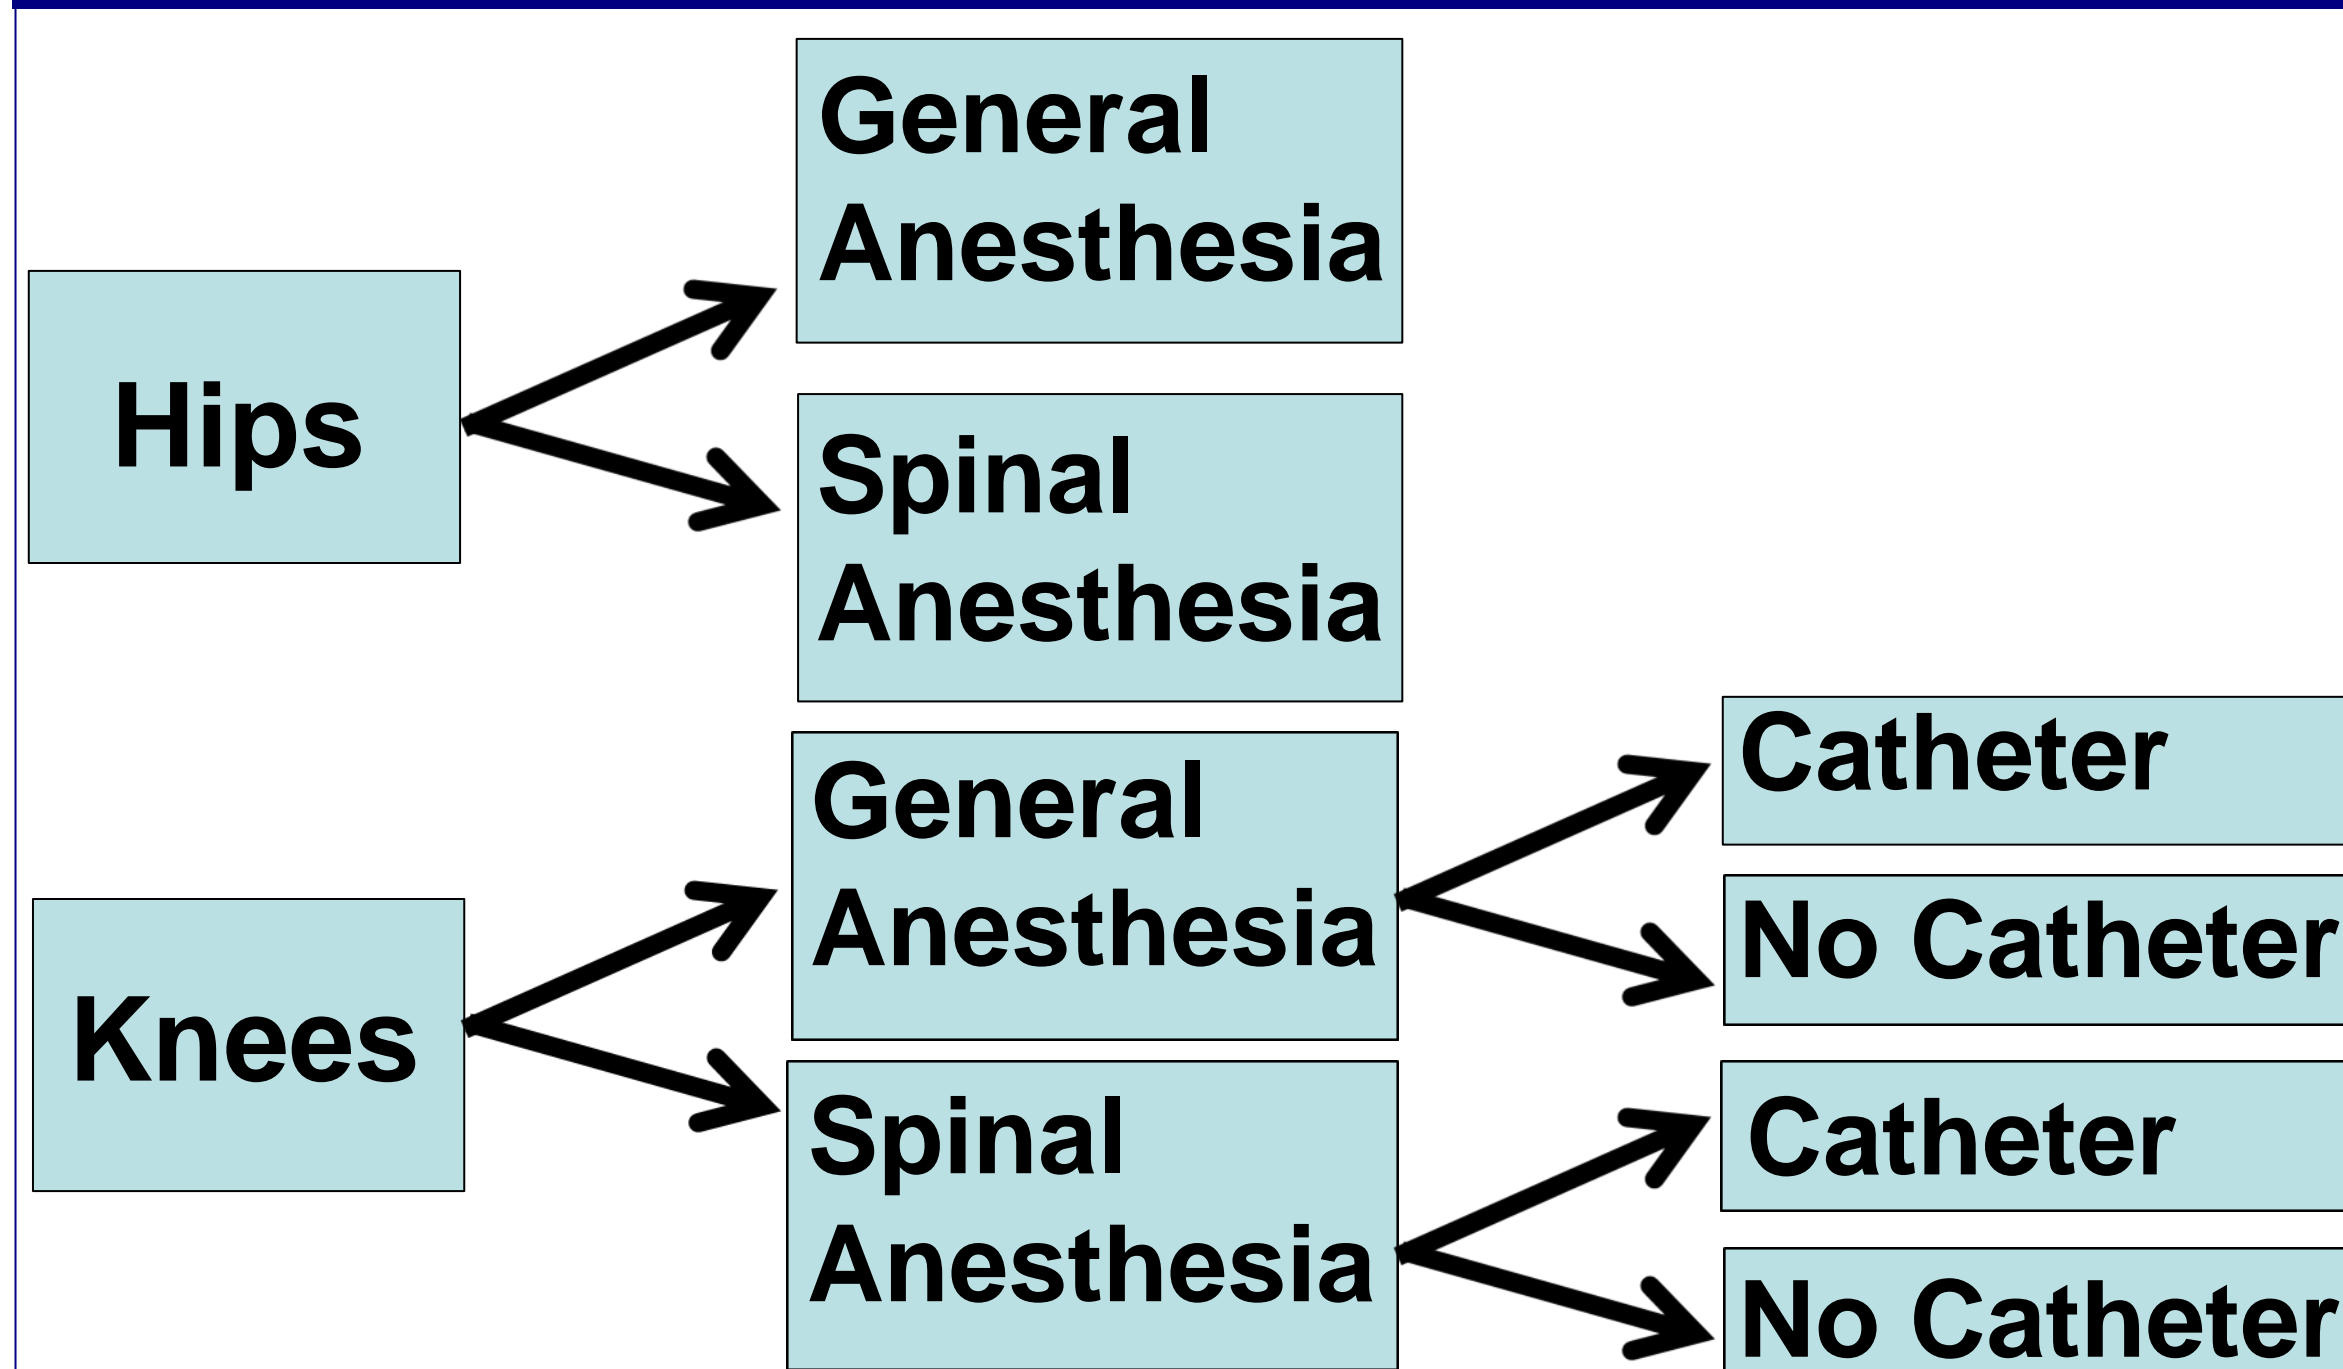 General
Anesthesia
Hips
Spinal
Anesthesia
General
Anesthesia
Catheter
No Catheter
Knees
Spinal
Anesthesia
Catheter
No Catheter